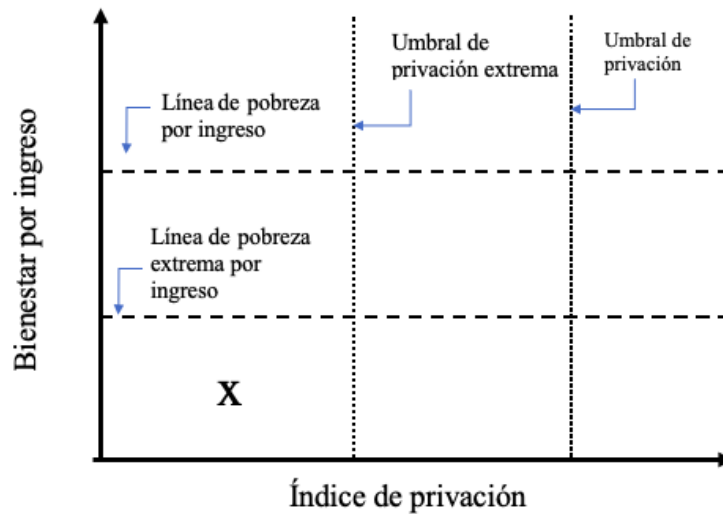 Umbral de
privación extrema
Umbral de
privación
Línea de pobreza
por ingreso
Línea de pobreza
extrema por
ingreso
X
Bienestar por ingreso
Índice de privación